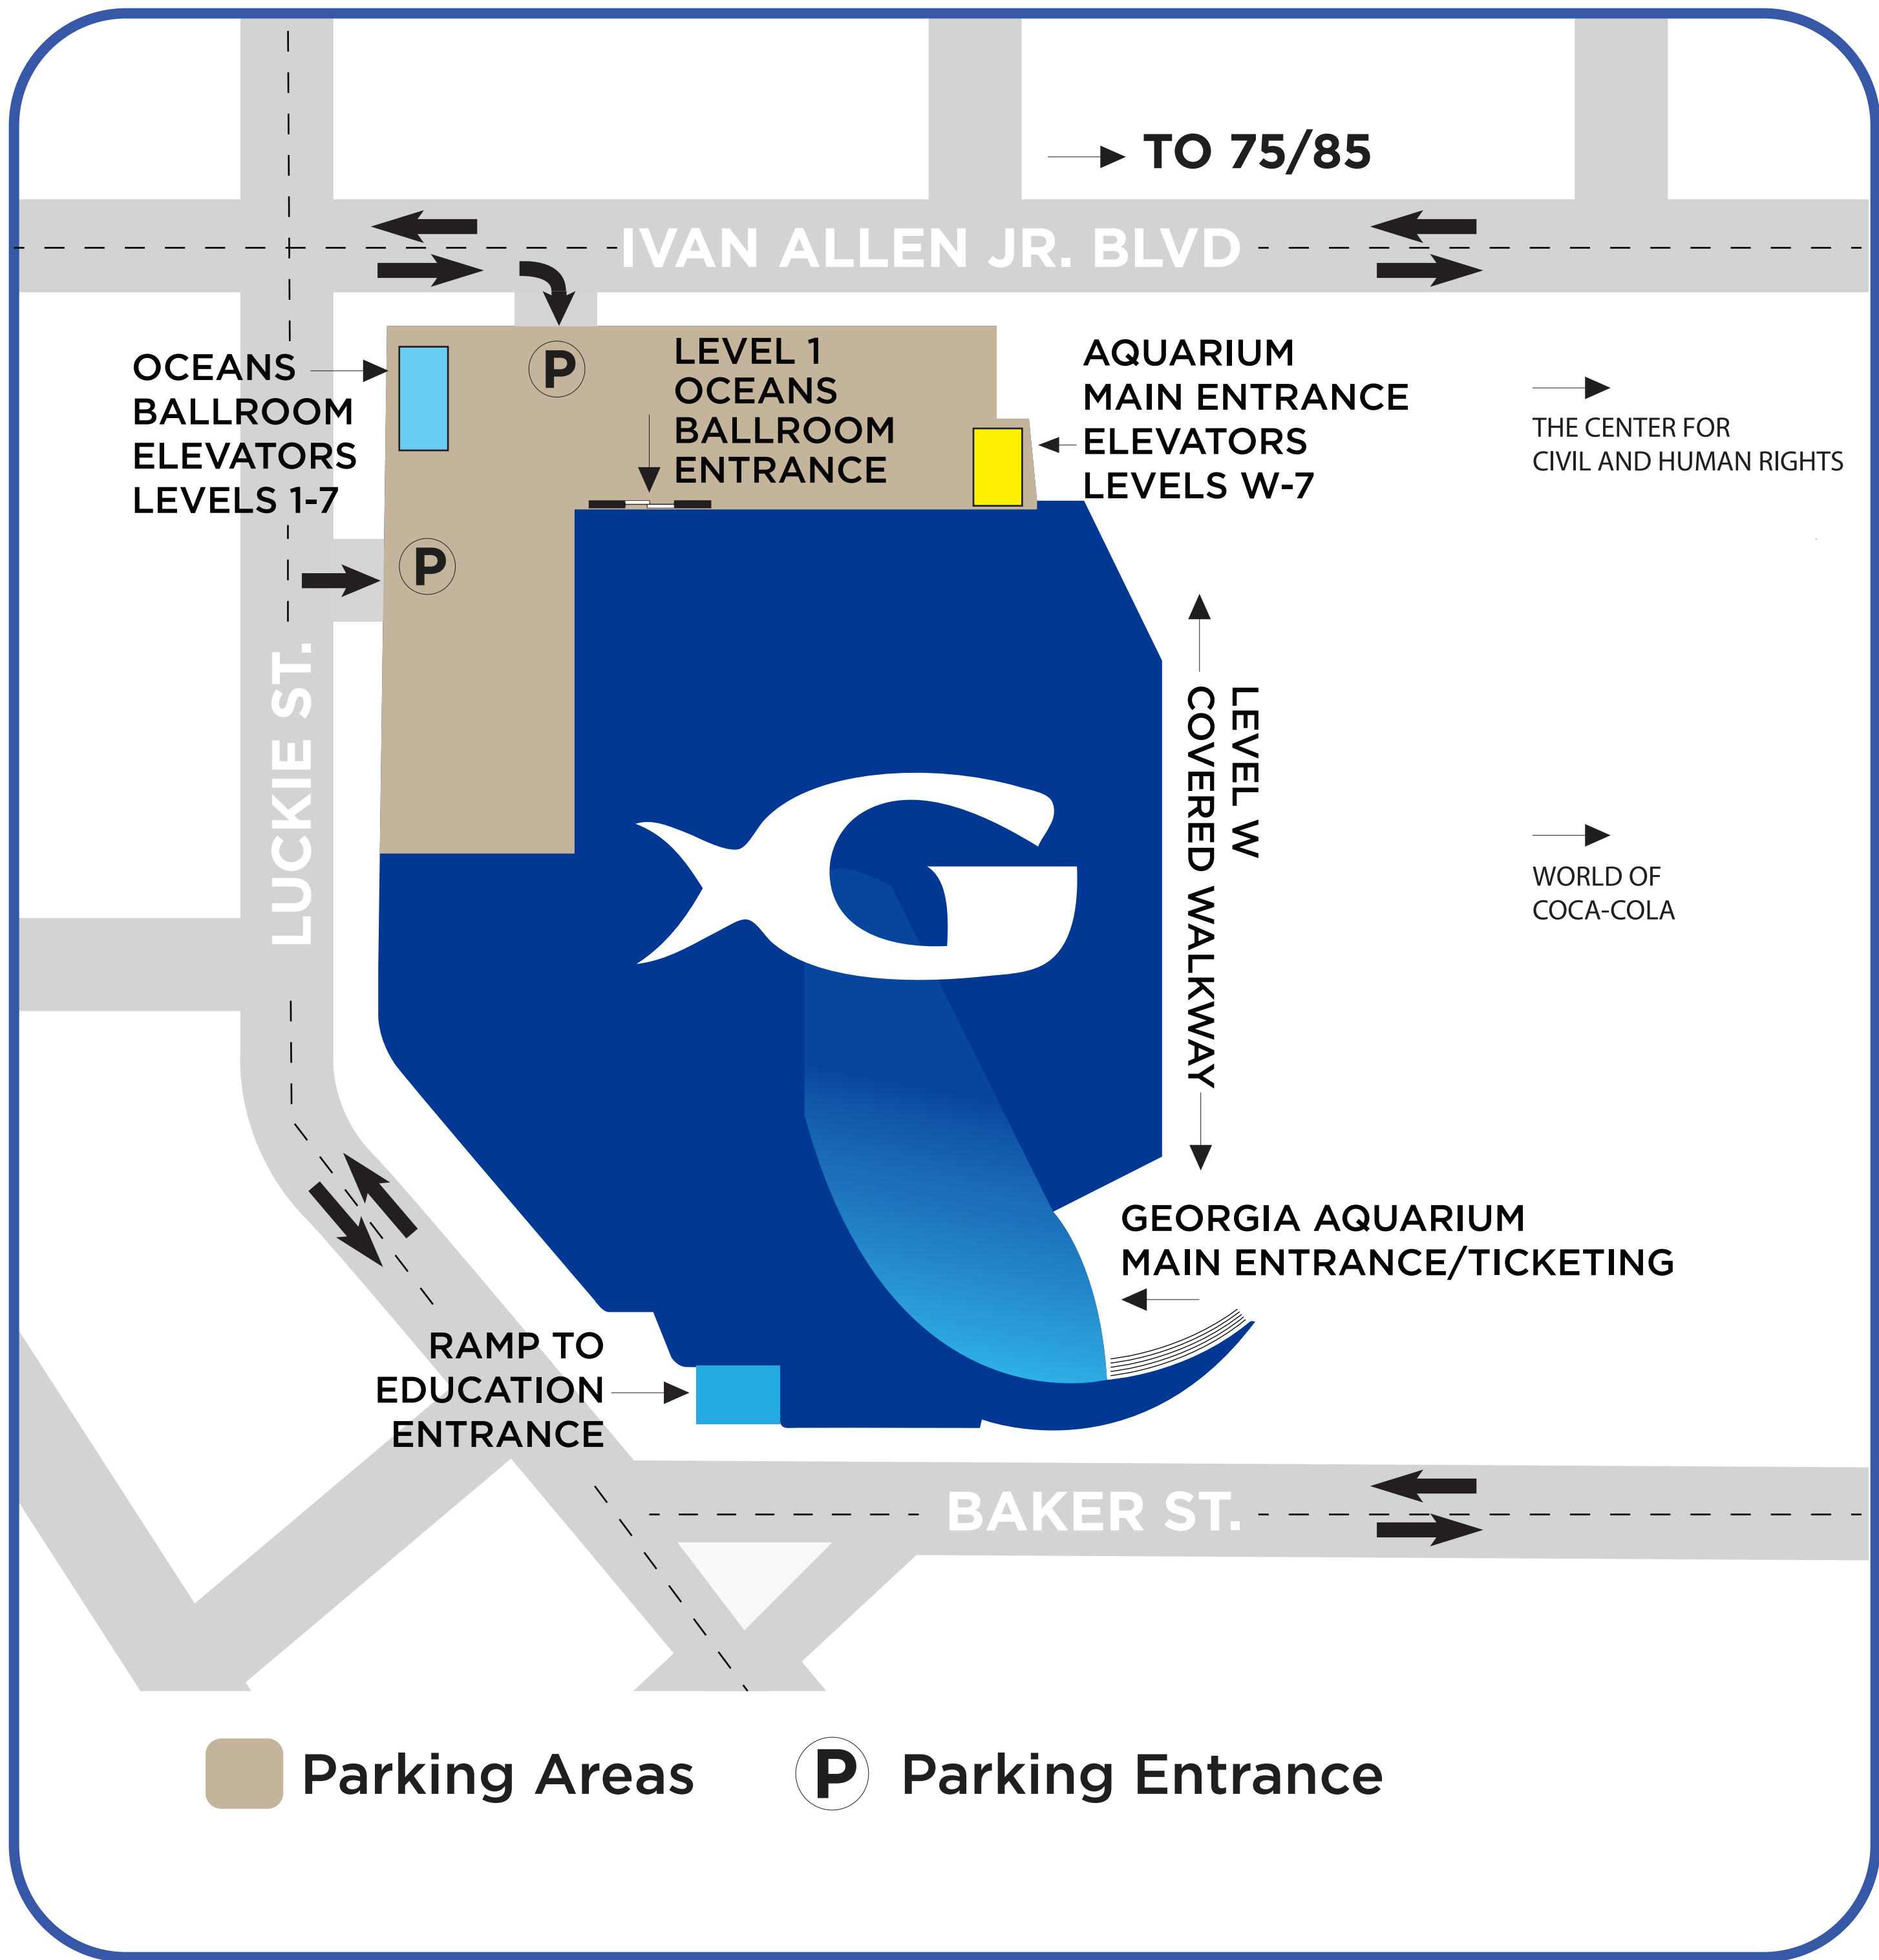 TO 75/85
IVAN ALLEN JR. BLVD
OCEANS
BALLROOM
ELEVATORS
LEVELS 1-7
P
LEVEL 1
OCEANS
BALLROOM
ENTRANCE
AQUARIUM
MAIN ENTRANCE
ELEVATORS
LEVELS W-7
THE CENTER FOR
CIVIL AND HUMAN RIGHTS
P
LUCKIE ST.
LEVEL W
COVERED WALKWAY
WORLD OF
COCA-COLA
G
GEORGIA AQUARIUM
MAIN ENTRANCE/TICKETING
RAMP TO
EDUCATION
ENTRANCE
BAKER ST.
Parking Areas
P Parking Entrance